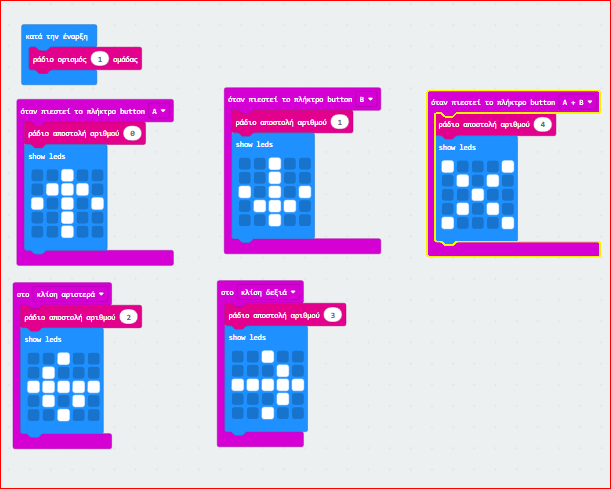 κατά την έναρξη
ράδιο ορισμός 1 ομάδας
όταν πιεστεί το πλήκτρο button A
ράδιο αποστολή αριθμού 0
show leds
όταν πιεστεί το πλήκτρο button B
ράδιο αποστολή αριθμού 1
show leds
όταν πιεστεί το πλήκτρο button A + B
ράδιο αποστολή αριθμού 4
show leds
στο κλίση αριστερά
ράδιο αποστολή αριθμού 2
show leds
στο κλίση δεξιά
ράδιο αποστολή αριθμού 3
show leds